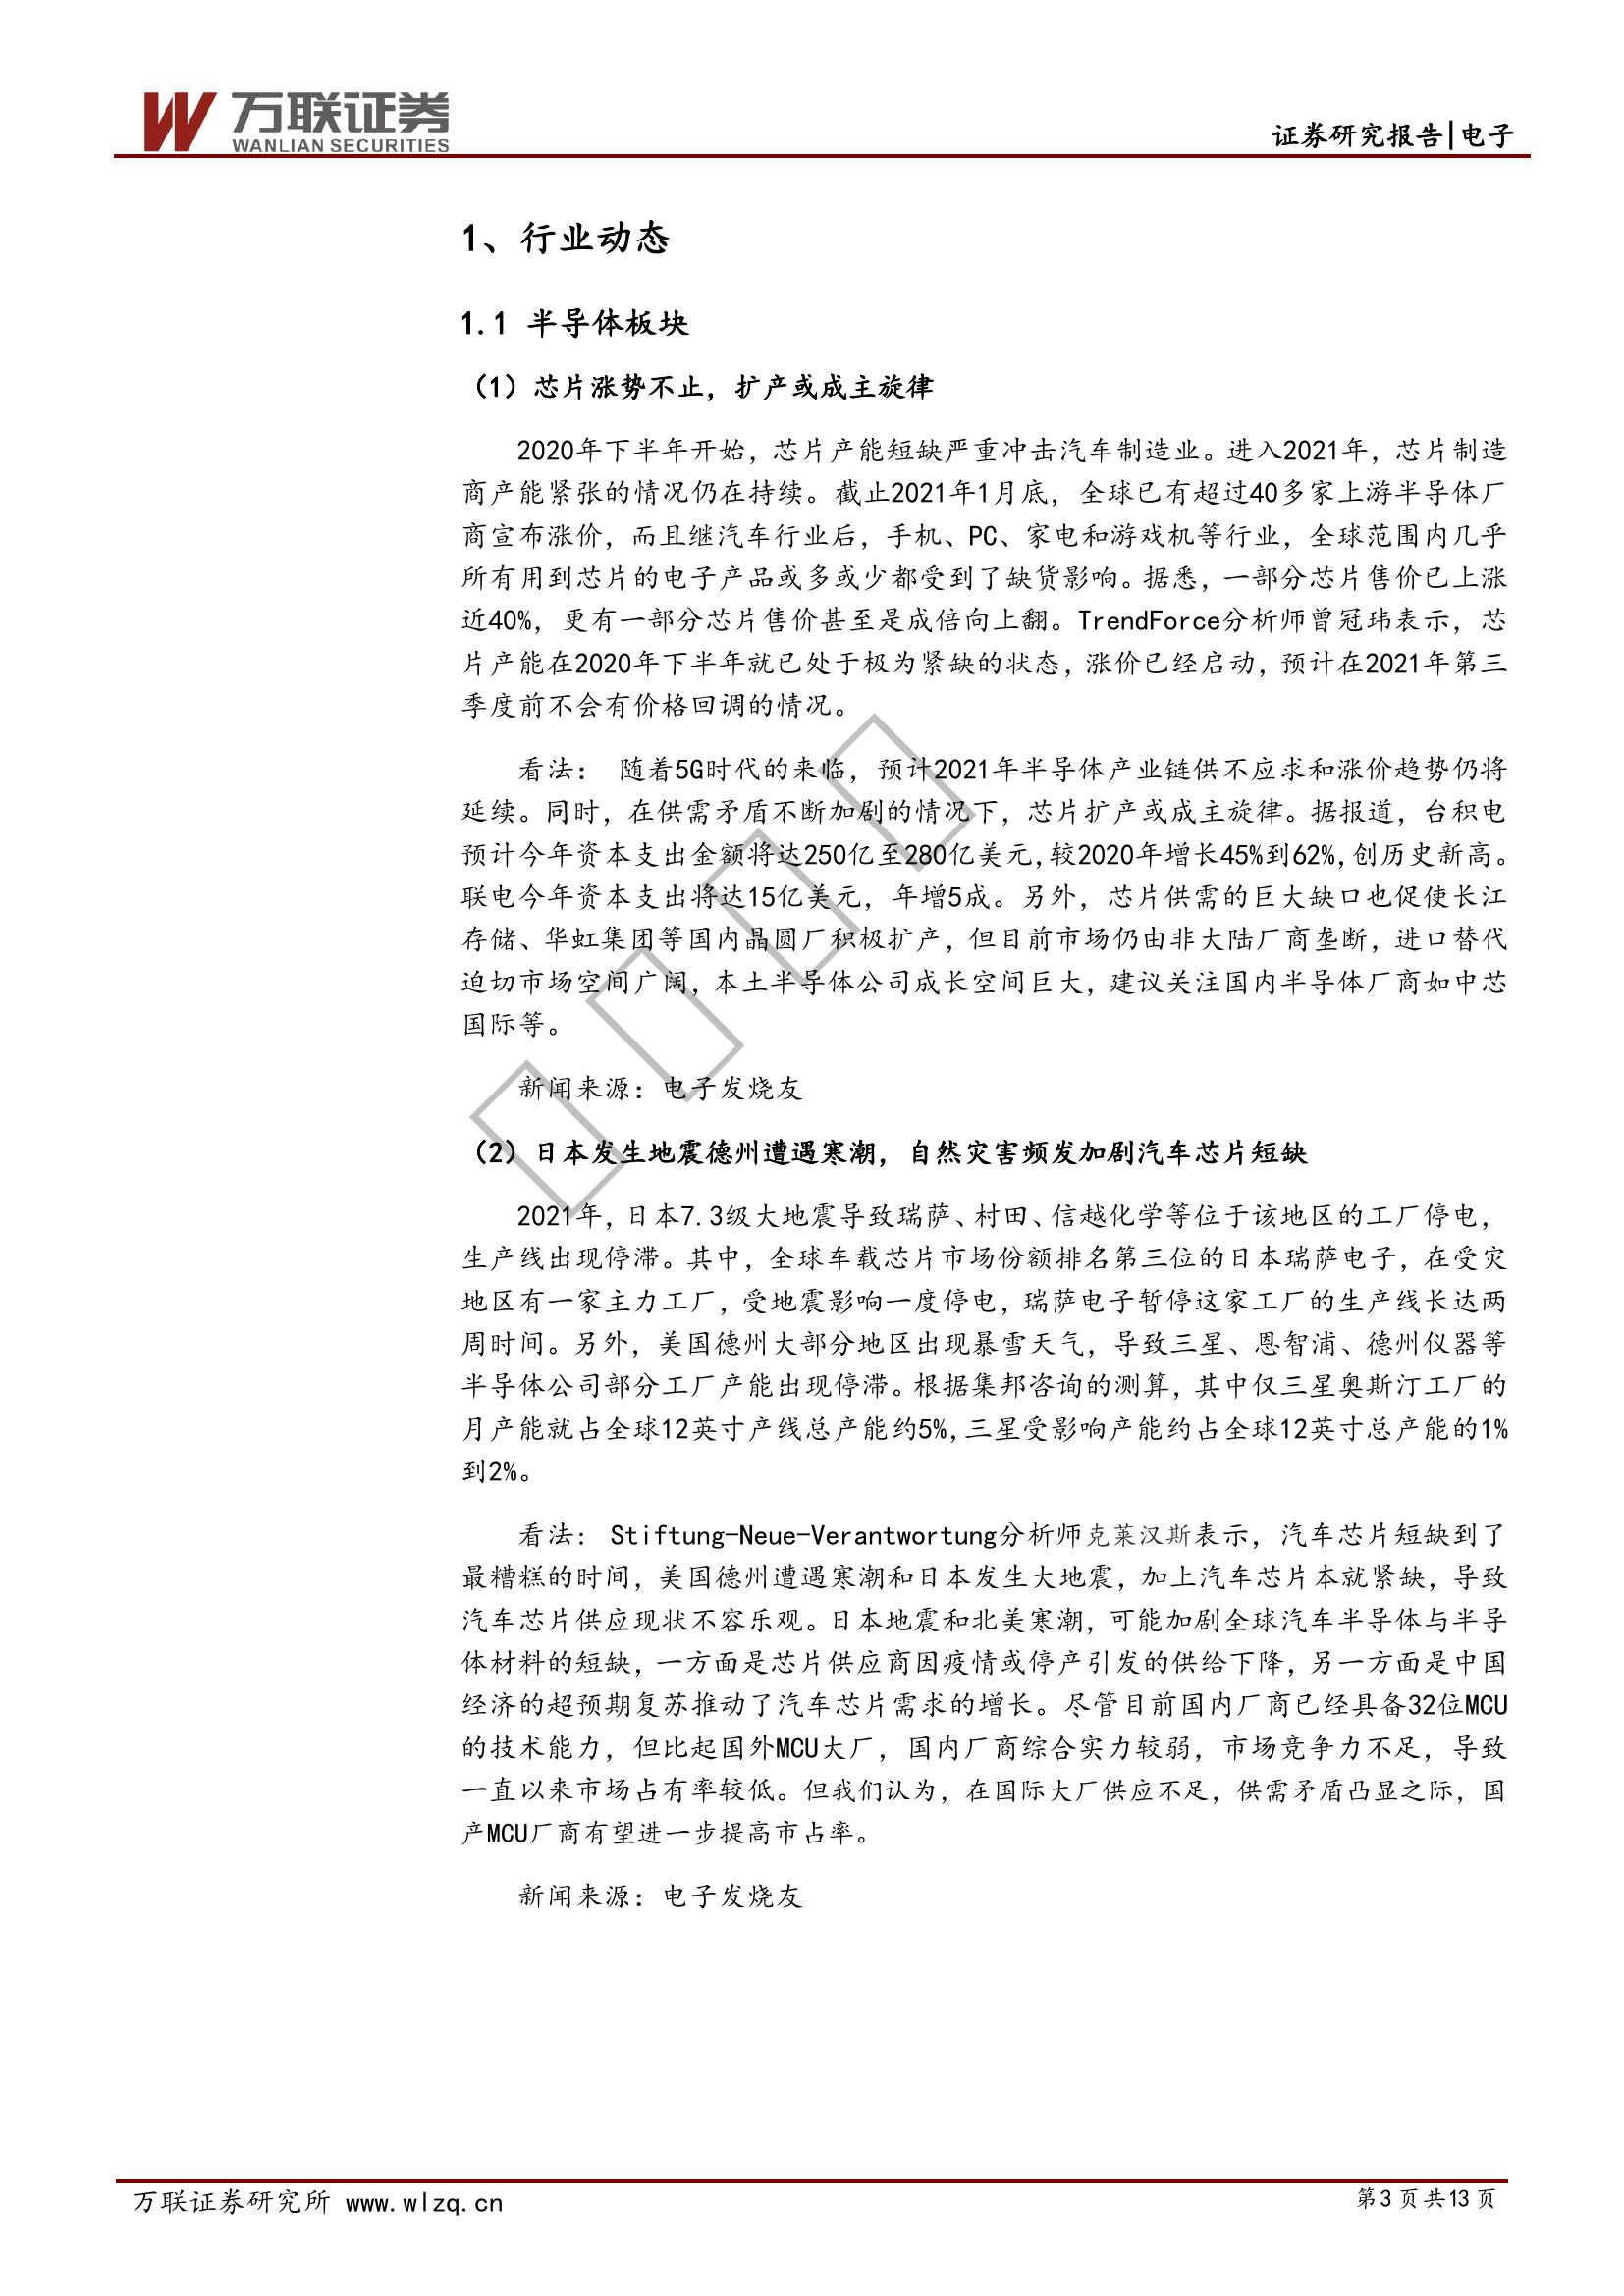 万联证券
WANLIAN SECURITIES
证券研究报告|电子
1、行业动态
1.1 半导体板块
（1）芯片涨势不止，扩产或成主旋律
2020年下半年开始，芯片产能短缺严重冲击汽车制造业。进入2021年，芯片制造
商产能紧张的情况仍在持续。截止2021年1月底，全球已有超过40多家上游半导体厂
商宣布涨价，而且继汽车行业后，手机、PC、家电和游戏机等行业，全球范围内几乎
所有用到芯片的电子产品或多或少都受到了缺货影响。据悉，一部分芯片售价已上涨
近40%，更有一部分芯片售价甚至是成倍向上翻。TrendForce分析师曾冠玮表示，芯
片产能在2020年下半年就已处于极为紧缺的状态，涨价已经启动，预计在2021年第三
季度前不会有价格回调的情况。
看法： 随着5G时代的来临，预计2021年半导体产业链供不应求和涨价趋势仍将
延续。同时，在供需矛盾不断加剧的情况下，芯片扩产或成主旋律。据报道，台积电
预计今年资本支出金额将达250亿至280亿美元,较2020年增长45%到62%,创历史新高。
联电今年资本支出将达15亿美元，年增5成。另外，芯片供需的巨大缺口也促使长江
存储、华虹集团等国内晶圆厂积极扩产，但目前市场仍由非大陆厂商垄断，进口替代
迫切市场空间广阔，本土半导体公司成长空间巨大，建议关注国内半导体厂商如中芯
国际等。
新闻来源：电子发烧友
（2）日本发生地震德州遭遇寒潮，自然灾害频发加剧汽车芯片短缺
2021年，日本7.3级大地震导致瑞萨、村田、信越化学等位于该地区的工厂停电，
生产线出现停滞。其中，全球车载芯片市场份额排名第三位的日本瑞萨电子，在受灾
地区有一家主力工厂，受地震影响一度停电，瑞萨电子暂停这家工厂的生产线长达两
周时间。另外，美国德州大部分地区出现暴雪天气，导致三星、恩智浦、德州仪器等
半导体公司部分工厂产能出现停滞。根据集邦咨询的测算，其中仅三星奥斯汀工厂的
月产能就占全球12英寸产线总产能约5%,三星受影响产能约占全球12英寸总产能的1%
到2%。
看法： Stiftung-Neue-Verantwortung分析师克莱汉斯表示，汽车芯片短缺到了
最糟糕的时间，美国德州遭遇寒潮和日本发生大地震，加上汽车芯片本就紧缺，导致
汽车芯片供应现状不容乐观。日本地震和北美寒潮，可能加剧全球汽车半导体与半导
体材料的短缺，一方面是芯片供应商因疫情或停产引发的供给下降，另一方面是中国
经济的超预期复苏推动了汽车芯片需求的增长。尽管目前国内厂商已经具备32位MCU
的技术能力，但比起国外MCU大厂，国内厂商综合实力较弱，市场竞争力不足，导致
一直以来市场占有率较低。但我们认为，在国际大厂供应不足，供需矛盾凸显之际，国
产MCU厂商有望进一步提高市占率。
新闻来源：电子发烧友
万联证券研究所 www.wlzq.cn
第3页共13页